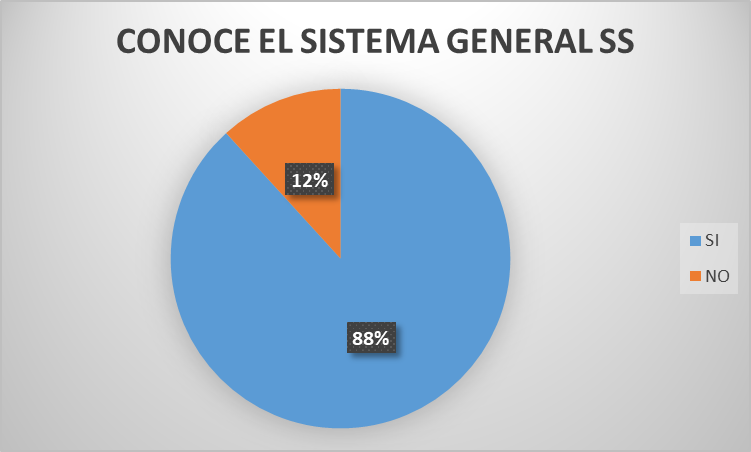 CONOCE EL SISTEMA GENERAL SS
12%
88%
SI
NO